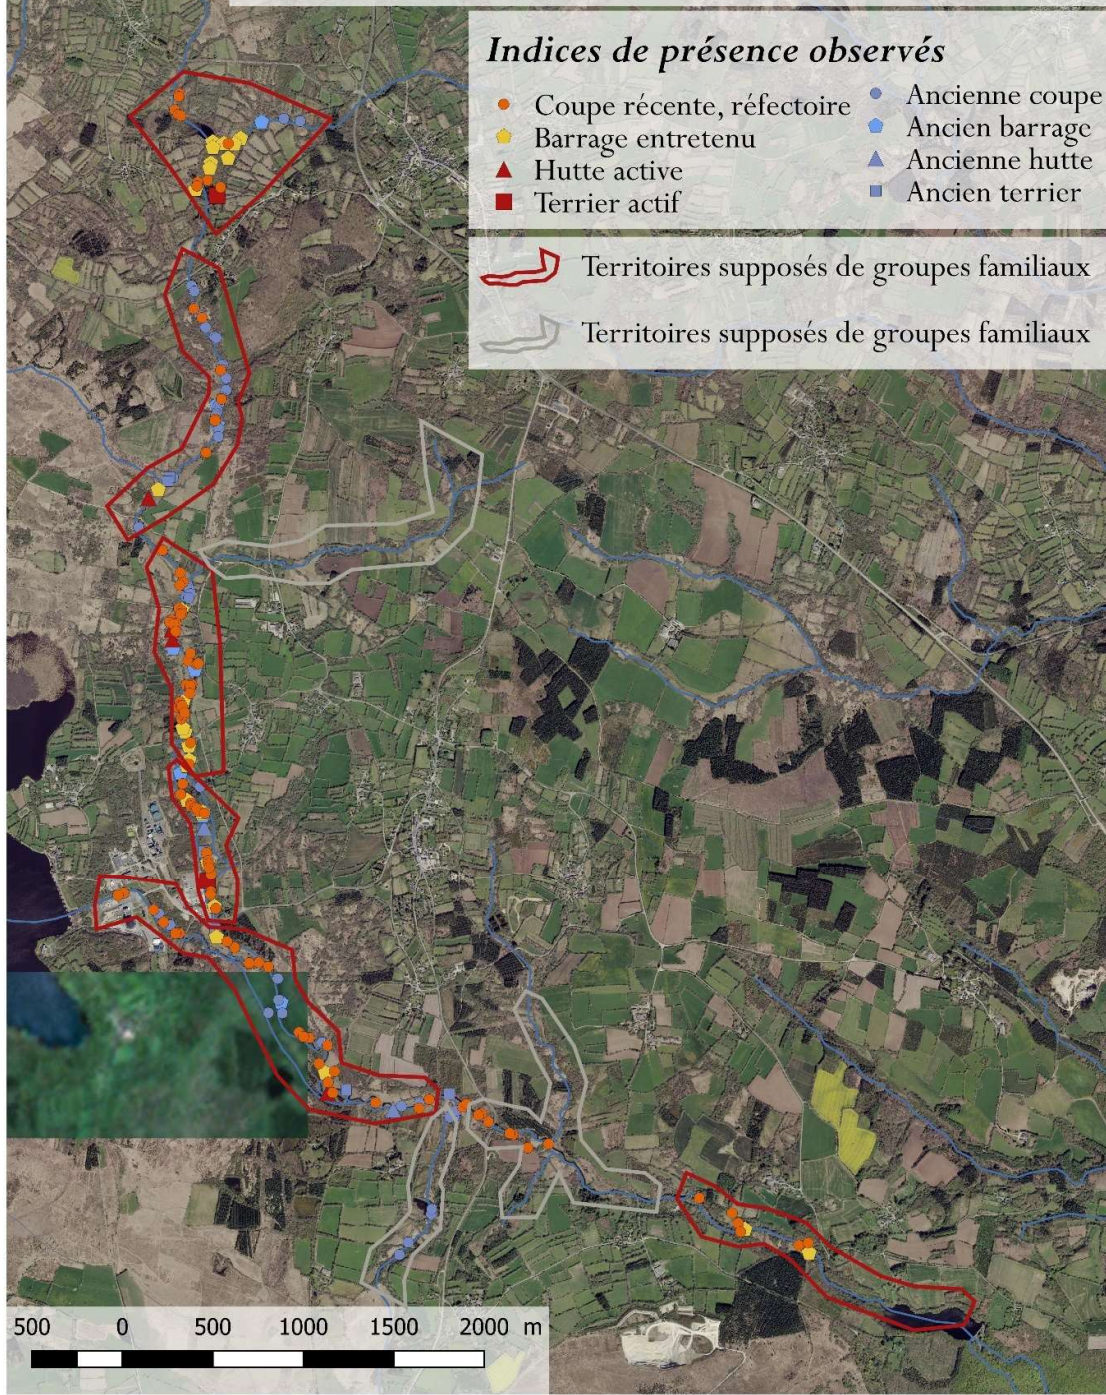 Indices de présence observés
Coupe récente, réfectoire
Barrage entretenu
Hutte active
Terrier actif
Ancienne coupe
Ancien barrage
Ancienne hutte
Ancien terrier
Territoires supposés de groupes familiaux
Territoires supposés de groupes familiaux
500 0 500 1000 1500 2000 m